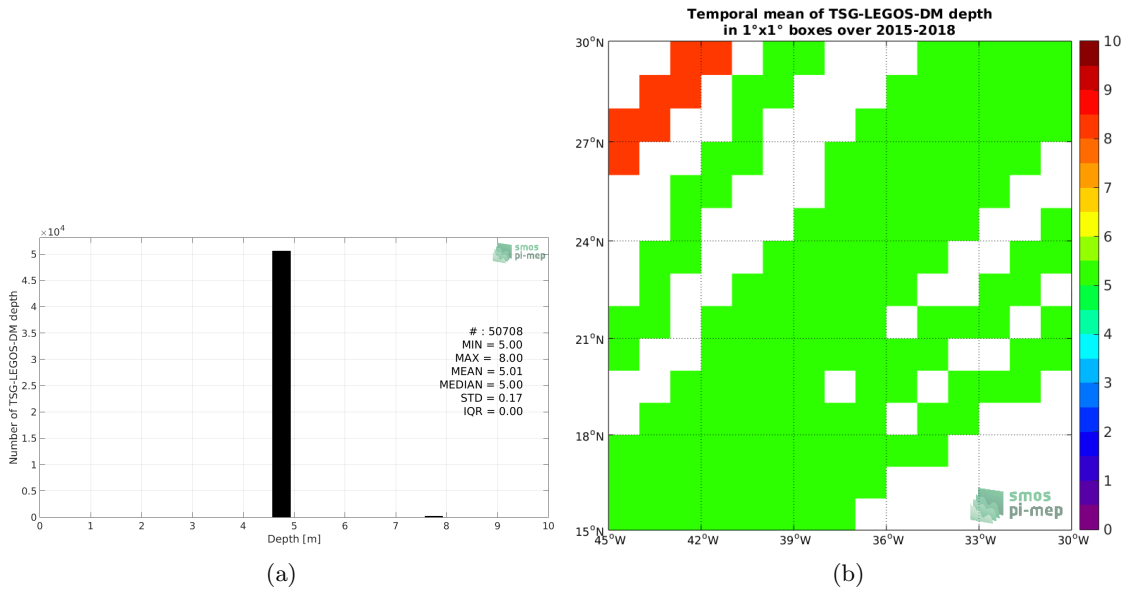 ×10⁴
5
4.5
4
3.5
3
2.5
2
1.5
1
0.5
0
Number of TSG-LEGOS-DM depth
smos
pi-mep
# : 50708
MIN = 5.00
MAX = 8.00
MEAN = 5.01
MEDIAN = 5.00
STD = 0.17
IQR = 0.00
0 1 2 3 4 5 6 7 8 9 10
Depth [m]
(a)
Temporal mean of TSG-LEGOS-DM depth
in 1°x1° boxes over 2015-2018
30°N
27°N
24°N
21°N
18°N
15°N
45°W 42°W 39°W 36°W 33°W 30°W
smos
pi-mep
10
9
8
7
6
5
4
3
2
1
0
(b)